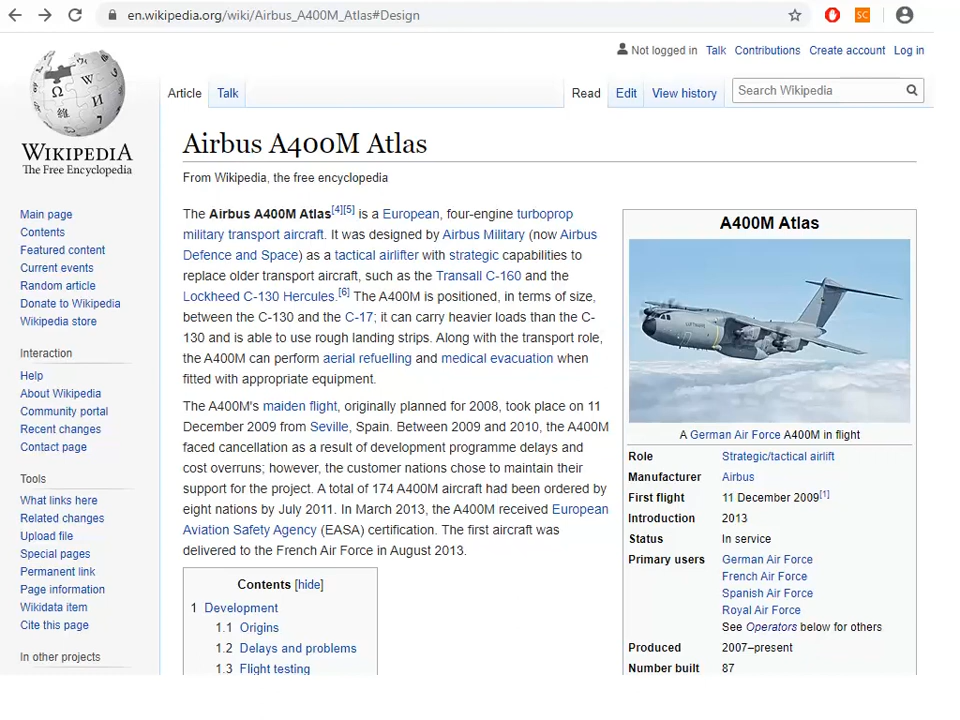 en.wikipedia.org/wiki/Airbus_A400M_Atlas#Design
SC
Not logged in Talk Contributions Create account Log in
Article Talk Read Edit View history Search Wikipedia
WIKIPEDIA
The Free Encyclopedia
Main page
Contents
Featured content
Current events
Random article
Donate to Wikipedia
Wikipedia store
Interaction
Help
About Wikipedia
Community portal
Recent changes
Contact page
Tools
What links here
Related changes
Upload file
Special pages
Permanent link
Page information
Wikidata item
Cite this page
In other projects
Airbus A400M Atlas
From Wikipedia, the free encyclopedia
The Airbus A400M Atlas[4][5] is a European, four-engine turboprop
military transport aircraft. It was designed by Airbus Military (now Airbus
Defence and Space) as a tactical airlifter with strategic capabilities to
replace older transport aircraft, such as the Transall C-160 and the
Lockheed C-130 Hercules.[6] The A400M is positioned, in terms of size,
between the C-130 and the C-17; it can carry heavier loads than the C-
130 and is able to use rough landing strips. Along with the transport role,
the A400M can perform aerial refuelling and medical evacuation when
fitted with appropriate equipment.
The A400M's maiden flight, originally planned for 2008, took place on 11
December 2009 from Seville, Spain. Between 2009 and 2010, the A400M
faced cancellation as a result of development programme delays and
cost overruns; however, the customer nations chose to maintain their
support for the project. A total of 174 A400M aircraft had been ordered by
eight nations by July 2011. In March 2013, the A400M received European
Aviation Safety Agency (EASA) certification. The first aircraft was
delivered to the French Air Force in August 2013.
Contents [hide]
1 Development
1.1 Origins
1.2 Delays and problems
1.3 Flight testing
A400M Atlas
LUFTWAFFE
A German Air Force A400M in flight
Role Strategic/tactical airlift
Manufacturer Airbus
First flight 11 December 2009[1]
Introduction 2013
Status In service
Primary users German Air Force
French Air Force
Spanish Air Force
Royal Air Force
See Operators below for others
Produced 2007–present
Number built 87